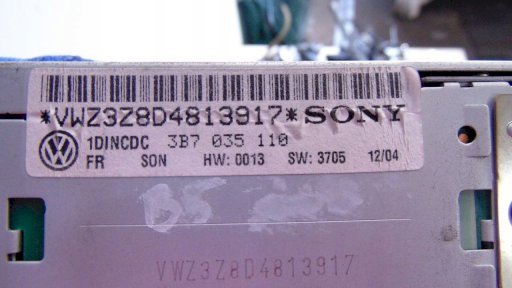 *VWZ3Z8D4813917* SONY
1DINCDC 3B7 035 110
FR SON HW: 0013 SW: 3705 12/04
VWZ3Z8D4813917